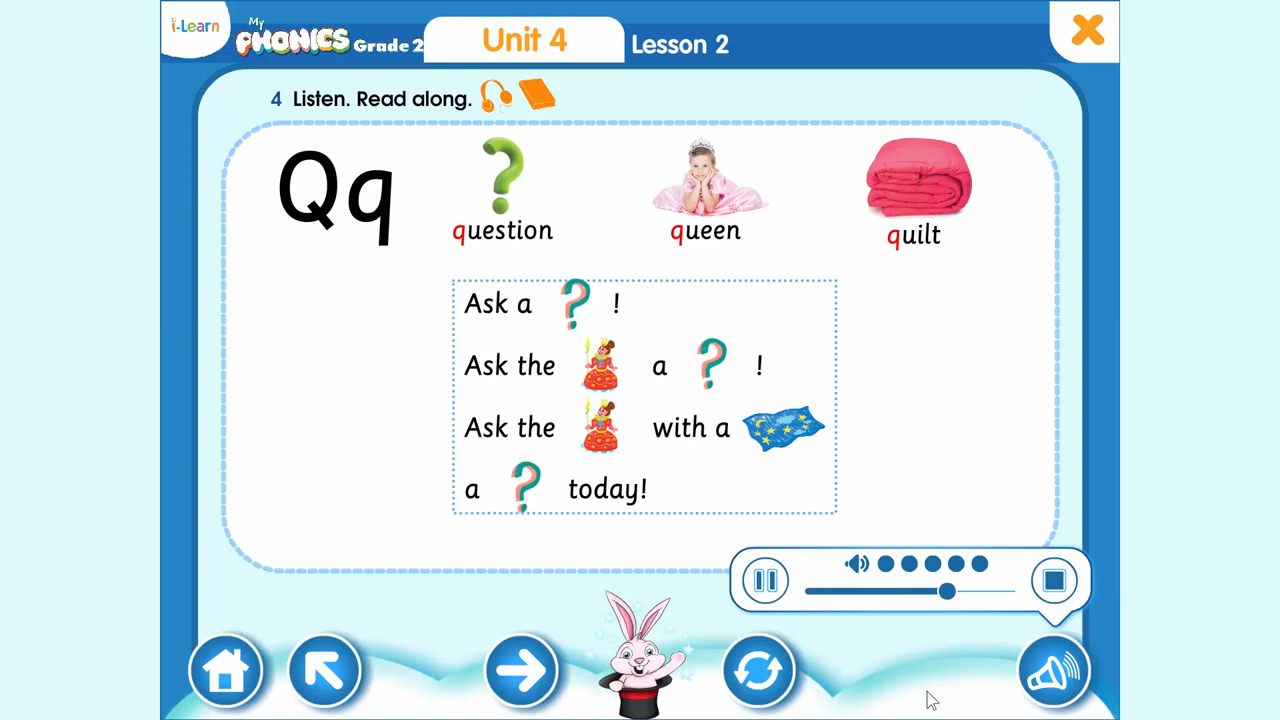 i-Learn
My
PHONICS Grade 2
Unit 4
Lesson 2
4 Listen. Read along.
Qq
question
queen
quilt
Ask a ?!
Ask the a ?!
Ask the with a
a ? today!